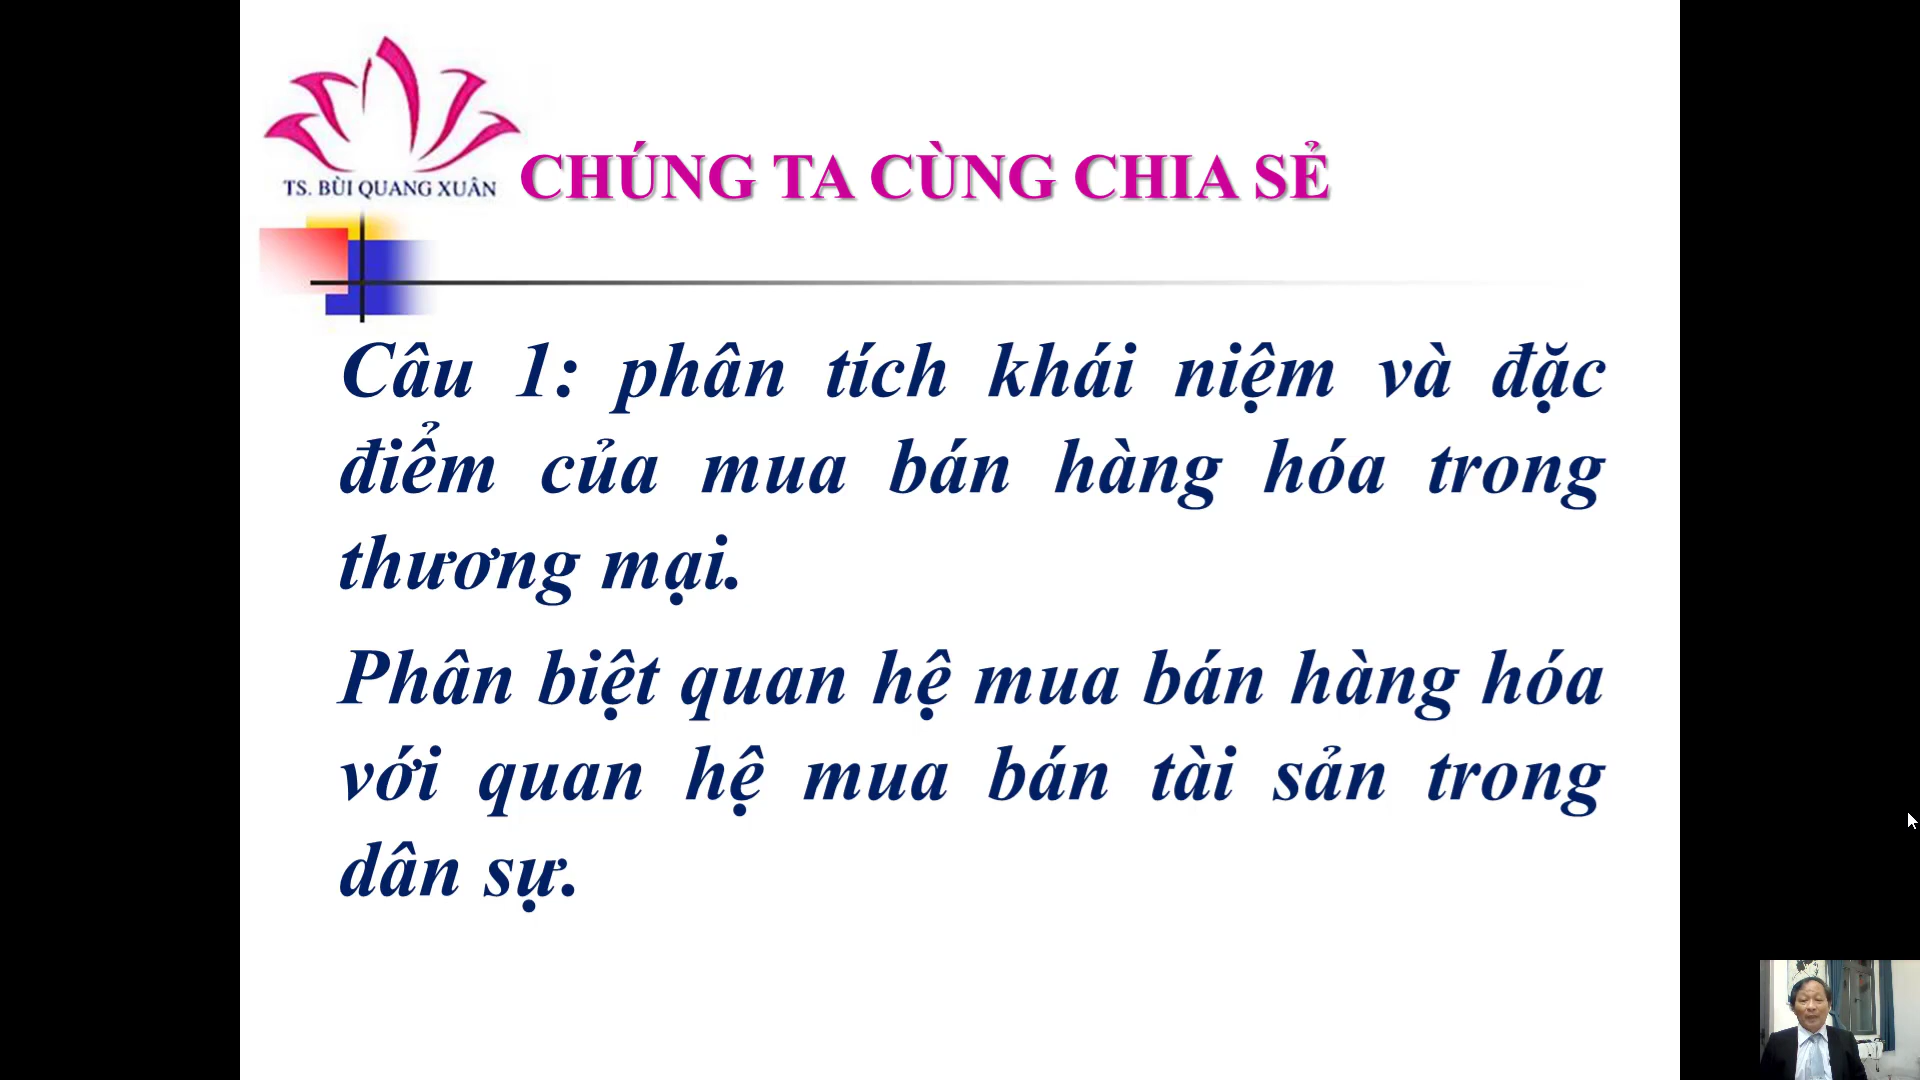 TS. BÙI QUANG XUÂN
CHÚNG TA CÙNG CHIA SẺ
Câu 1: phân tích khái niệm và đặc
điểm của mua bán hàng hóa trong
thương mại.
Phân biệt quan hệ mua bán hàng hóa
với quan hệ mua bán tài sản trong
dân sự.